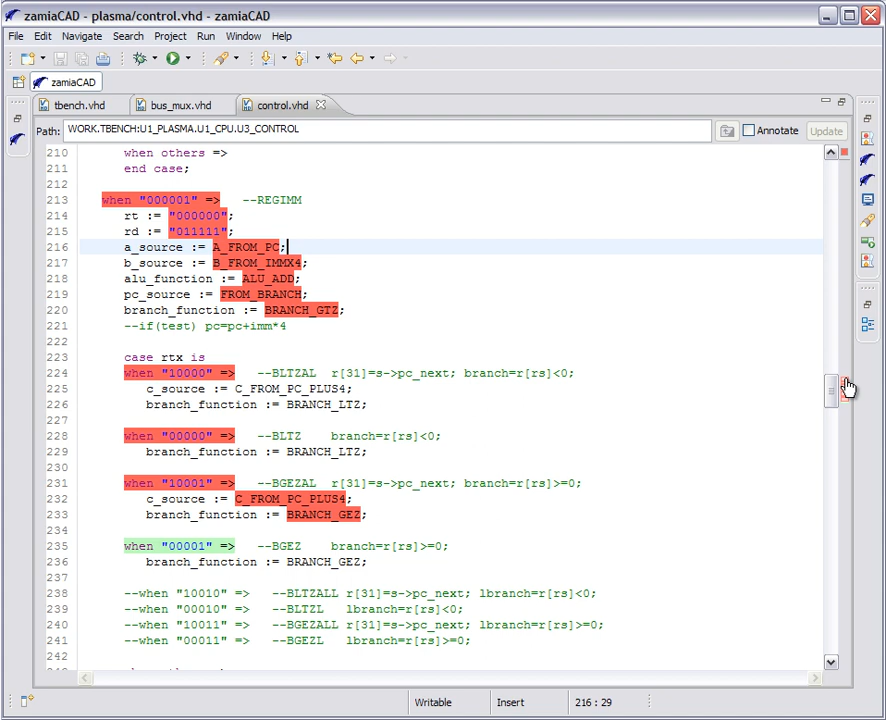 zamiaCAD - plasma/control.vhd - zamiaCAD
File Edit Navigate Search Project Run Window Help
zamiaCAD
tbench.vhd bus_mux.vhd control.vhd
Path: WORK.TBENCH:U1_PLASMA.U1_CPU.U3_CONTROL Annotate Update
210 when others =>
211 end case;
212
213 when "000001" => --REGIMM
214 rt := "000000";
215 rd := "011111";
216 a_source := A_FROM_PC;
217 b_source := B_FROM_IMMX4;
218 alu_function := ALU_ADD;
219 pc_source := FROM_BRANCH;
220 branch_function := BRANCH_GTZ;
221 --if(test) pc=pc+imm*4
222
223 case rtx is
224 when "10000" => --BLTZAL r[31]=s->pc_next; branch=r[rs]<0;
225 c_source := C_FROM_PC_PLUS4;
226 branch_function := BRANCH_LTZ;
227
228 when "00000" => --BLTZ branch=r[rs]<0;
229 branch_function := BRANCH_LTZ;
230
231 when "10001" => --BGEZAL r[31]=s->pc_next; branch=r[rs]>=0;
232 c_source := C_FROM_PC_PLUS4;
233 branch_function := BRANCH_GEZ;
234
235 when "00001" => --BGEZ branch=r[rs]>=0;
236 branch_function := BRANCH_GEZ;
237
238 --when "10010" => --BLTZALL r[31]=s->pc_next; lbranch=r[rs]<0;
239 --when "00010" => --BLTZL lbranch=r[rs]<0;
240 --when "10011" => --BGEZALL r[31]=s->pc_next; lbranch=r[rs]>=0;
241 --when "00011" => --BGEZL lbranch=r[rs]>=0;
242
Writable Insert 216 : 29